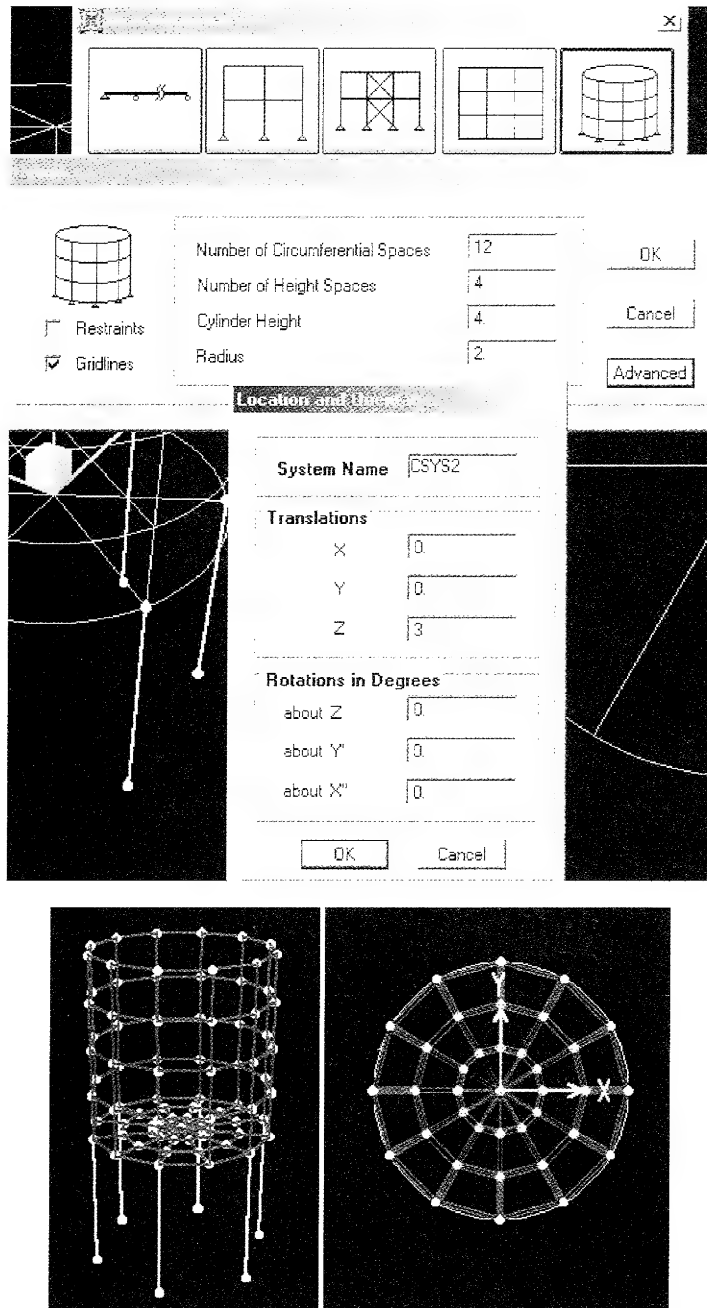 Number of Circumferential Spaces 12
Number of Height Spaces 4
Cylinder Height 4.
Radius 2.
Restraints
Gridlines
OK
Cancel
Advanced
Location and
System Name CSYS2
Translations
X 0.
Y 0.
Z 3
Rotations in Degrees
about Z 0.
about Y' 0.
about X'' 0.
OK Cancel
Y
X